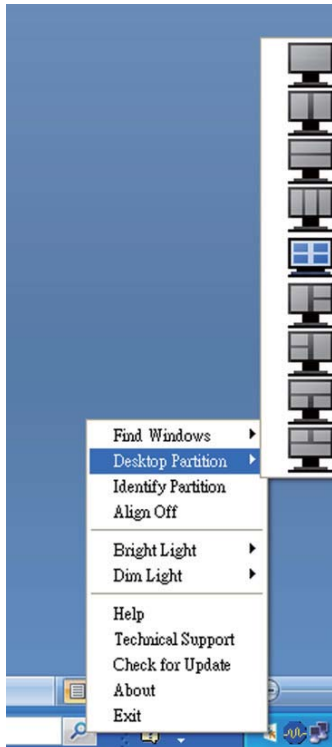 Find Windows
Desktop Partition
Identify Partition
Align Off
Bright Light
Dim Light
Help
Technical Support
Check for Update
About
Exit